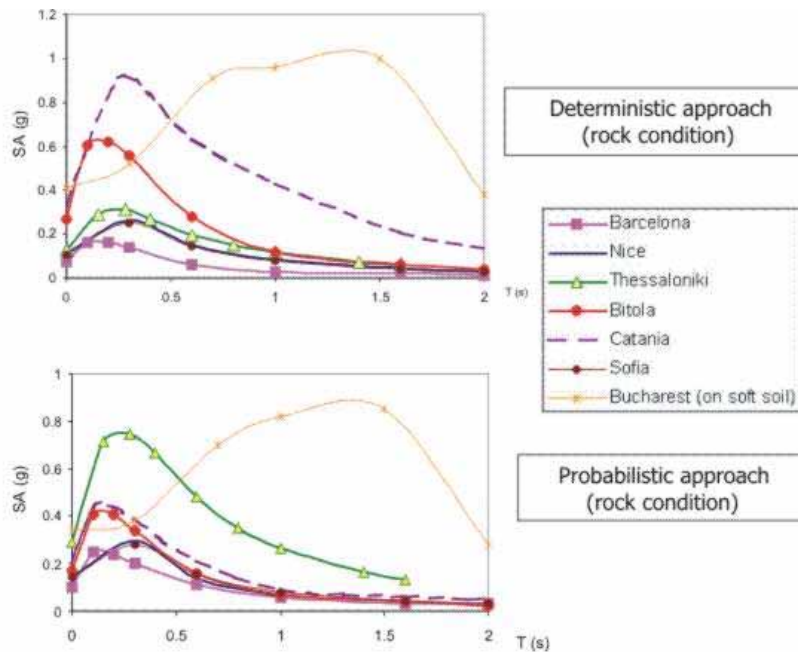 1.2
1
0.8
0.6
0.4
0.2
0
SA (g)
0 0.5 1 1.5 2
T (s)
Deterministic approach
(rock condition)
Barcelona
Nice
Thessaloniki
Bitola
Catania
Sofia
Bucharest (on soft soil)
1
0.8
0.6
0.4
0.2
0
SA (g)
0 0.5 1 1.5 2
T (s)
Probabilistic approach
(rock condition)